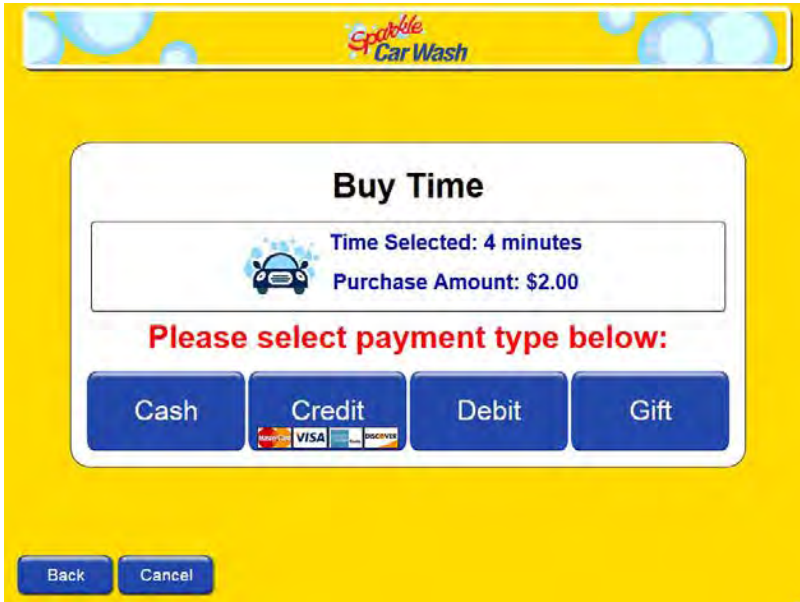 Sparkle
Car Wash
Buy Time
Time Selected: 4 minutes
Purchase Amount: $2.00
Please select payment type below:
Cash
Credit
Debit
Gift
MasterCard VISA DISCOVER
Back
Cancel